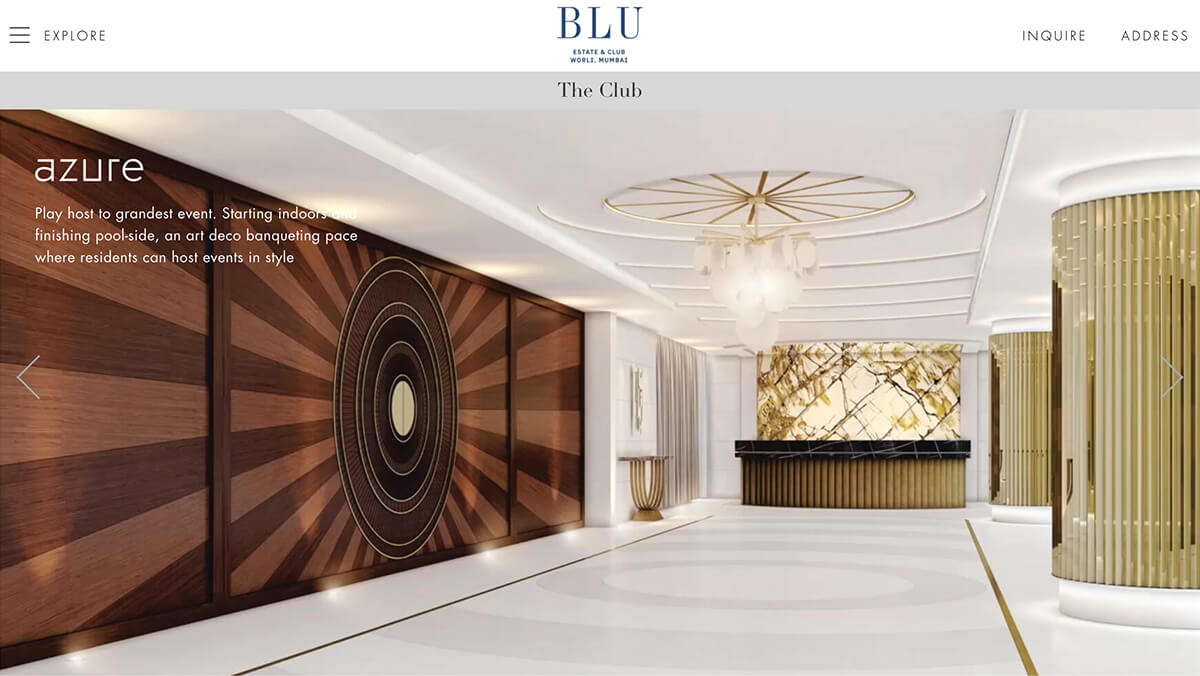 EXPLORE
BLU
ESTATE & CLUB
WORLI, MUMBAI
INQUIRE
ADDRESS
The Club
azure
Play host to grandest event. Starting indoors and
finishing pool-side, an art deco banqueting pace
where residents can host events in style